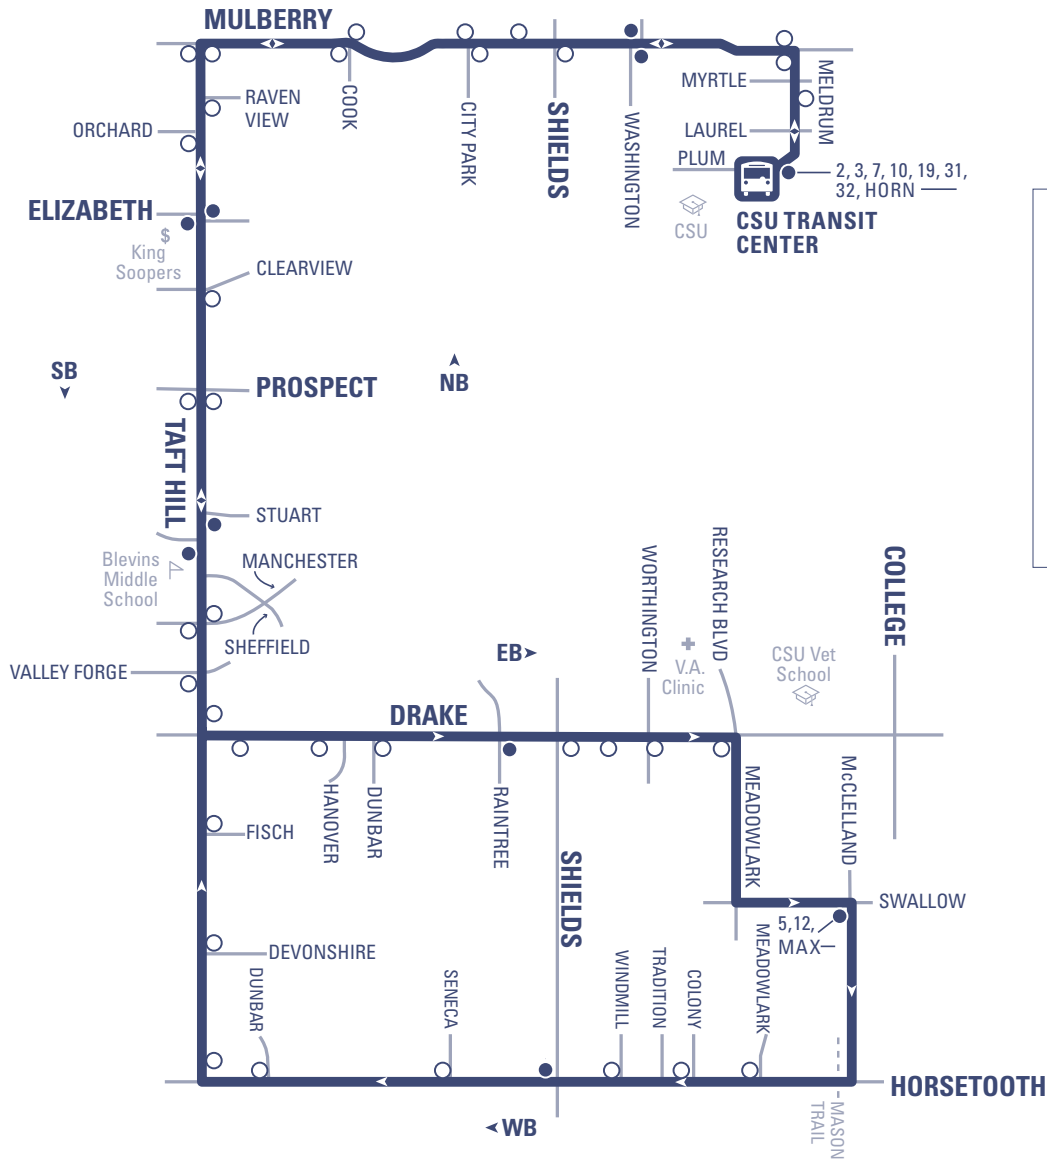 MULBERRY
RAVEN
VIEW
ORCHARD
COOK
CITY PARK
SHIELDS
WASHINGTON
MYRTLE
MELDRUM
LAUREL
PLUM
2, 3, 7, 10, 19, 31,
32, HORN
CSU
CSU TRANSIT
CENTER
ELIZABETH
$
King
Soopers
CLEARVIEW
SB
NB
PROSPECT
TAFT HILL
STUART
Blevins
Middle
School
MANCHESTER
SHEFFIELD
VALLEY FORGE
EB
WORTHINGTON
RESEARCH BLVD
V.A.
Clinic
CSU Vet
School
COLLEGE
DRAKE
HANOVER
DUNBAR
RAINTREE
MEADOWLARK
McCLELLAND
FISCH
SHIELDS
SWALLOW
5,12,
MAX
DEVONSHIRE
DUNBAR
SENECA
WINDMILL
TRADITION
COLONY
MEADOWLARK
HORSETOOTH
WB
MASON
TRAIL